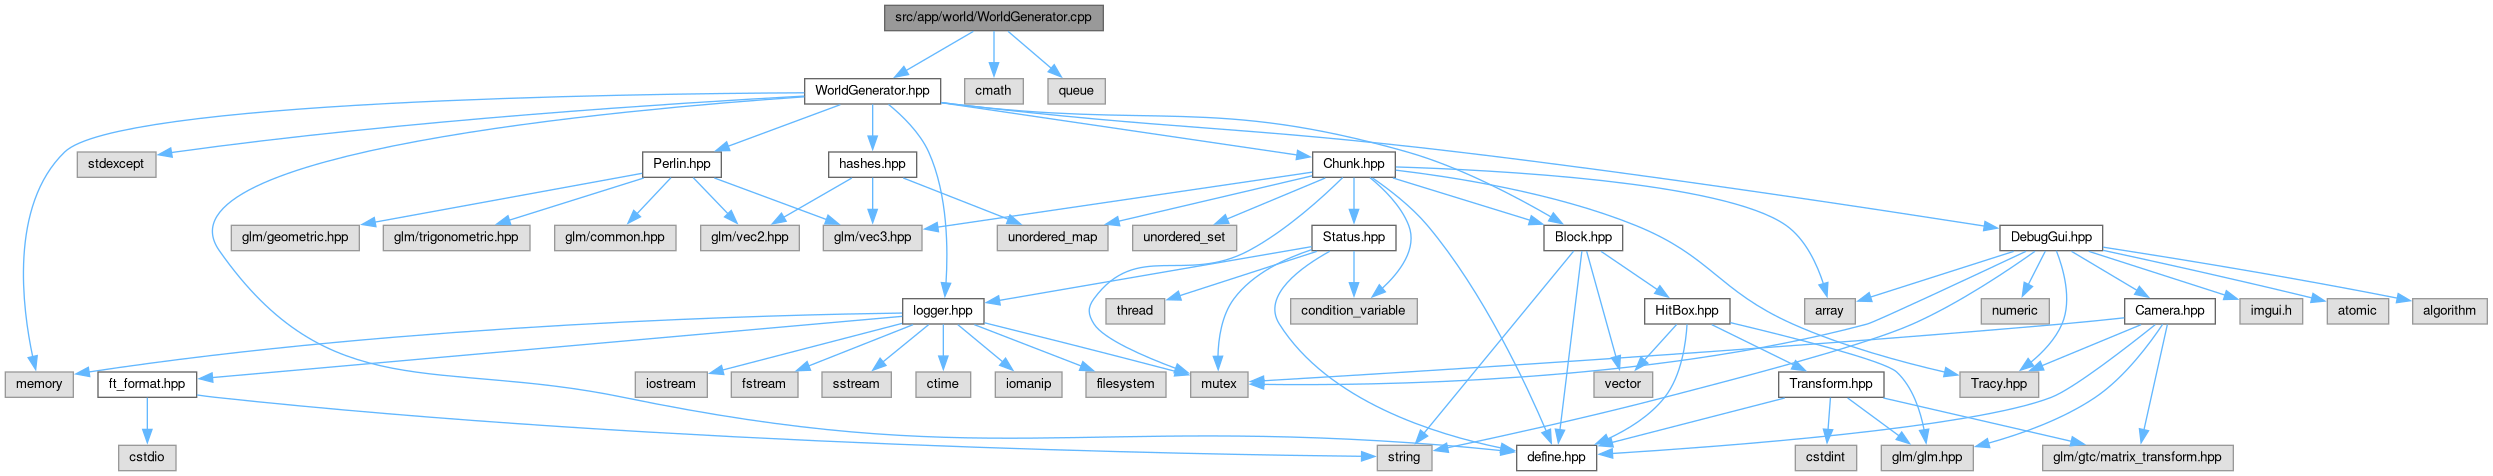 src/app/world/WorldGenerator.cpp
WorldGenerator.hpp
cmath
queue
stdexcept
Perlin.hpp
hashes.hpp
Chunk.hpp
glm/geometric.hpp
glm/trigonometric.hpp
glm/common.hpp
glm/vec2.hpp
glm/vec3.hpp
unordered_map
unordered_set
Status.hpp
Block.hpp
DebugGui.hpp
logger.hpp
thread
condition_variable
HitBox.hpp
array
numeric
Camera.hpp
imgui.h
atomic
algorithm
memory
ft_format.hpp
iostream
fstream
sstream
ctime
iomanip
filesystem
mutex
vector
Transform.hpp
Tracy.hpp
cstdio
string
define.hpp
cstdint
glm/glm.hpp
glm/gtc/matrix_transform.hpp